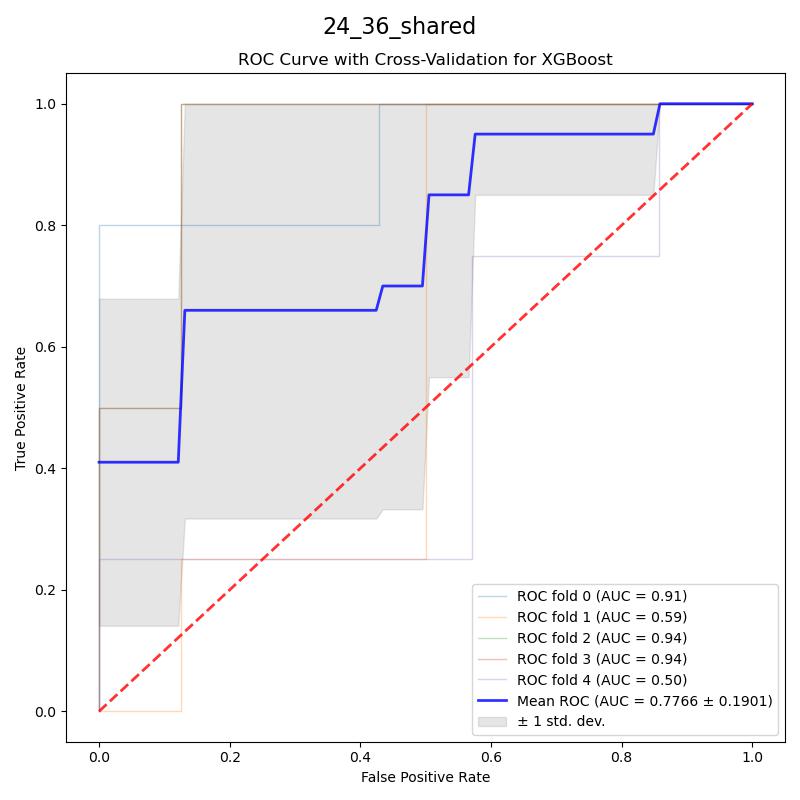 24_36_shared
ROC Curve with Cross-Validation for XGBoost
1.0
0.8
0.6
0.4
0.2
0.0
True Positive Rate
0.0 0.2 0.4 0.6 0.8 1.0
False Positive Rate
ROC fold 0 (AUC = 0.91)
ROC fold 1 (AUC = 0.59)
ROC fold 2 (AUC = 0.94)
ROC fold 3 (AUC = 0.94)
ROC fold 4 (AUC = 0.50)
Mean ROC (AUC = 0.7766 ± 0.1901)
± 1 std. dev.